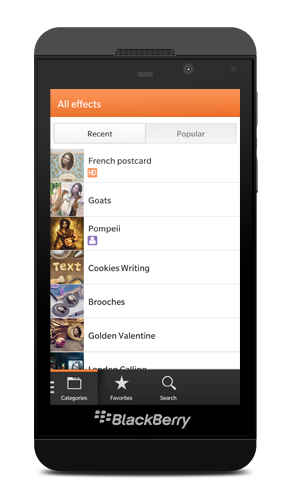 All effects
Recent
Popular
French postcard
HD
Goats
Pompeii
TEXT
Cookies Writing
Brooches
Golden Valentine
London Calling
Categories
Favorites
Search
BlackBerry